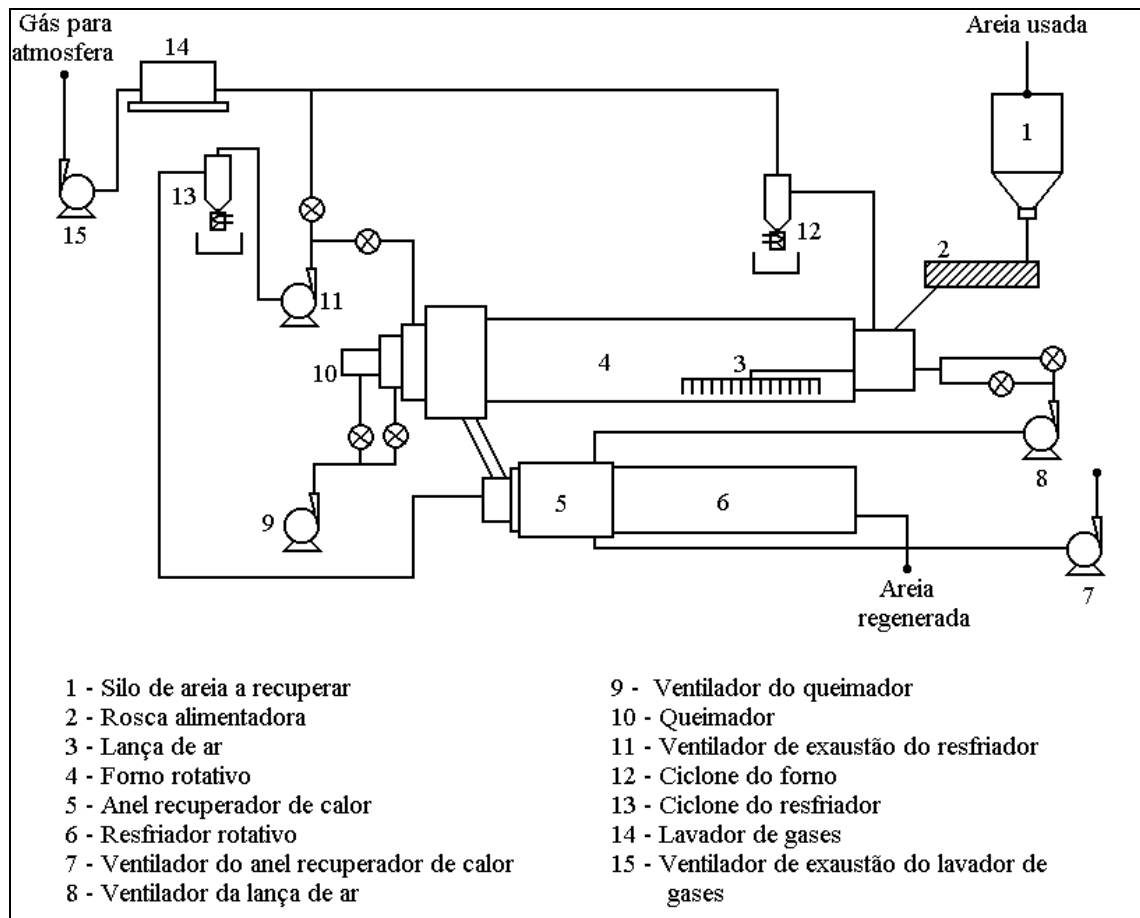 Gás para
atmosfera
14
Areia usada
1
13
15
12
2
11
10
4
3
8
9
5
6
7
Areia
regenerada
1 - Silo de areia a recuperar
2 - Rosca alimentadora
3 - Lança de ar
4 - Forno rotativo
5 - Anel recuperador de calor
6 - Resfriador rotativo
7 - Ventilador do anel recuperador de calor
8 - Ventilador da lança de ar
9 - Ventilador do queimador
10 - Queimador
11 - Ventilador de exaustão do resfriador
12 - Ciclone do forno
13 - Ciclone do resfriador
14 - Lavador de gases
15 - Ventilador de exaustão do lavador de
gases